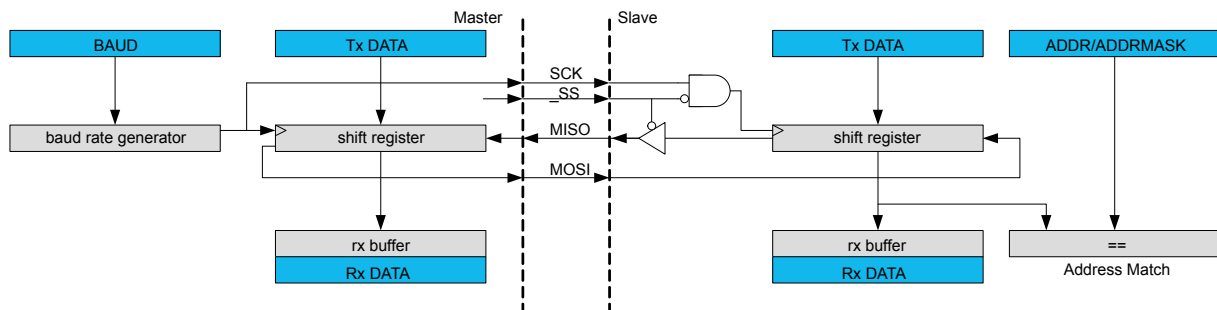 Master
Slave
BAUD
Tx DATA
Tx DATA
ADDR/ADDRMASK
SCK
_SS
baud rate generator
shift register
MISO
shift register
MOSI
rx buffer
rx buffer
==
Rx DATA
Rx DATA
Address Match